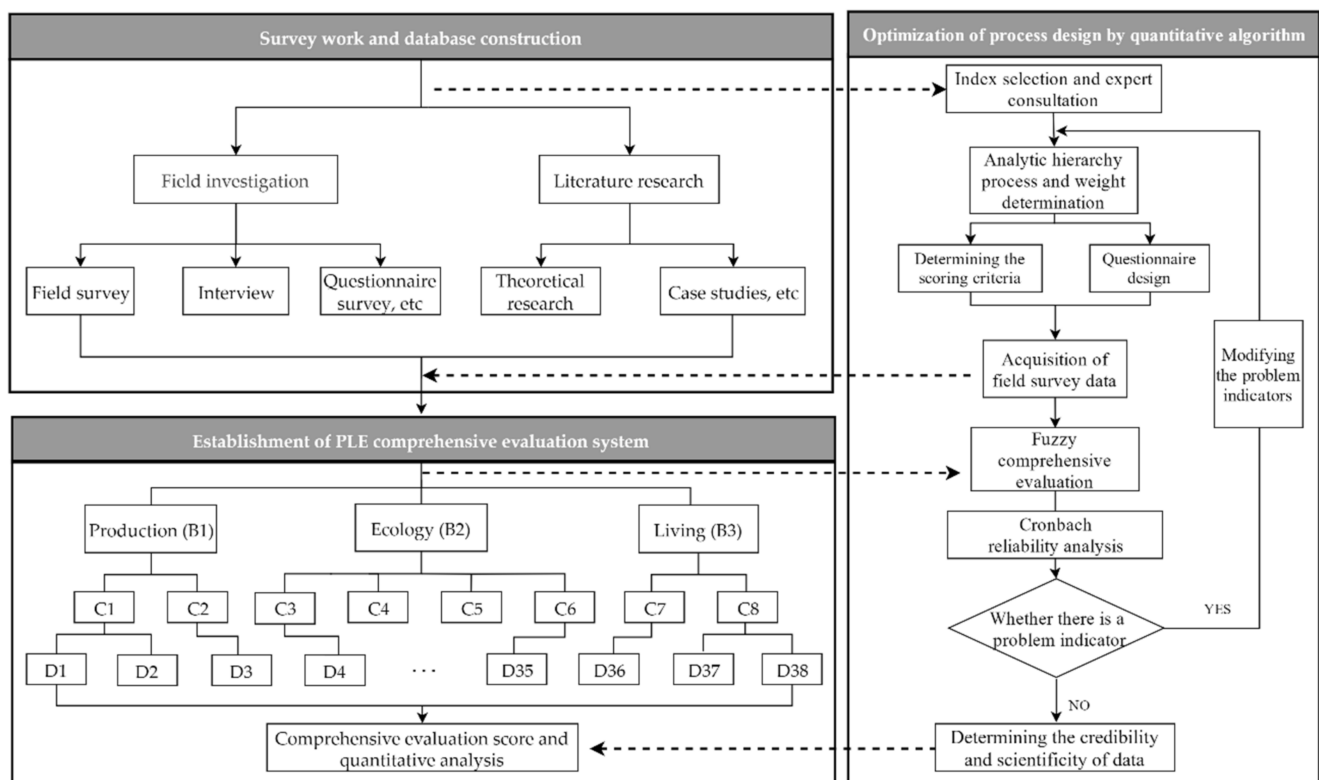 Survey work and database construction
Field investigation
Literature research
Field survey
Interview
Questionnaire
survey, etc
Theoretical
research
Case studies, etc
Establishment of PLE comprehensive evaluation system
Production (B1)
Ecology (B2)
Living (B3)
C1
C2
C3
C4
C5
C6
C7
C8
D1
D2
D3
D4
...
D35
D36
D37
D38
Comprehensive evaluation score and
quantitative analysis
Optimization of process design by quantitative algorithm
Index selection and expert
consultation
Analytic hierarchy
process and weight
determination
Determining the
scoring criteria
Questionnaire
design
Acquisition of
field survey data
Modifying
the problem
indicators
Fuzzy
comprehensive
evaluation
Cronbach
reliability analysis
Whether there is a
problem indicator
YES
NO
Determining the credibility
and scientificity of data